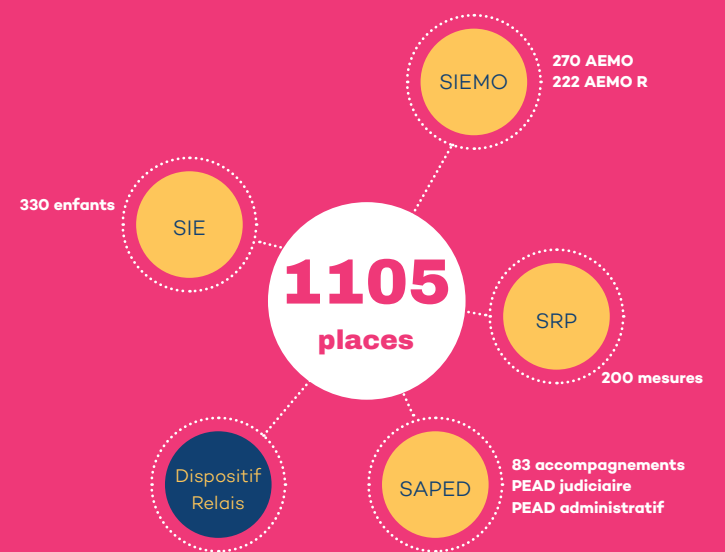 SIEMO
270 AEMO
222 AEMO R
330 enfants
SIE
1105
places
SRP
200 mesures
Dispositif
Relais
SAPED
83 accompagnements
PEAD judiciaire
PEAD administratif